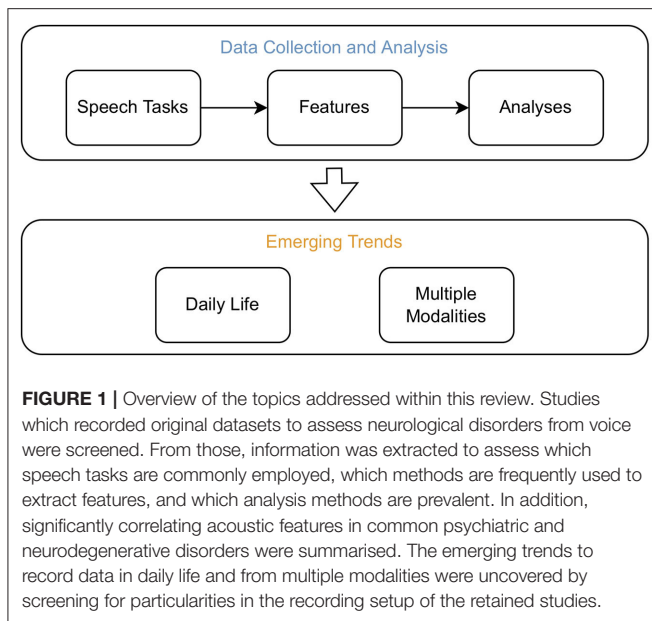 Data Collection and Analysis
Speech Tasks
Features
Analyses
Emerging Trends
Daily Life
Multiple
Modalities
FIGURE 1 | Overview of the topics addressed within this review. Studies
which recorded original datasets to assess neurological disorders from voice
were screened. From those, information was extracted to assess which
speech tasks are commonly employed, which methods are frequently used to
extract features, and which analysis methods are prevalent. In addition,
significantly correlating acoustic features in common psychiatric and
neurodegenerative disorders were summarised. The emerging trends to
record data in daily life and from multiple modalities were uncovered by
screening for particularities in the recording setup of the retained studies.